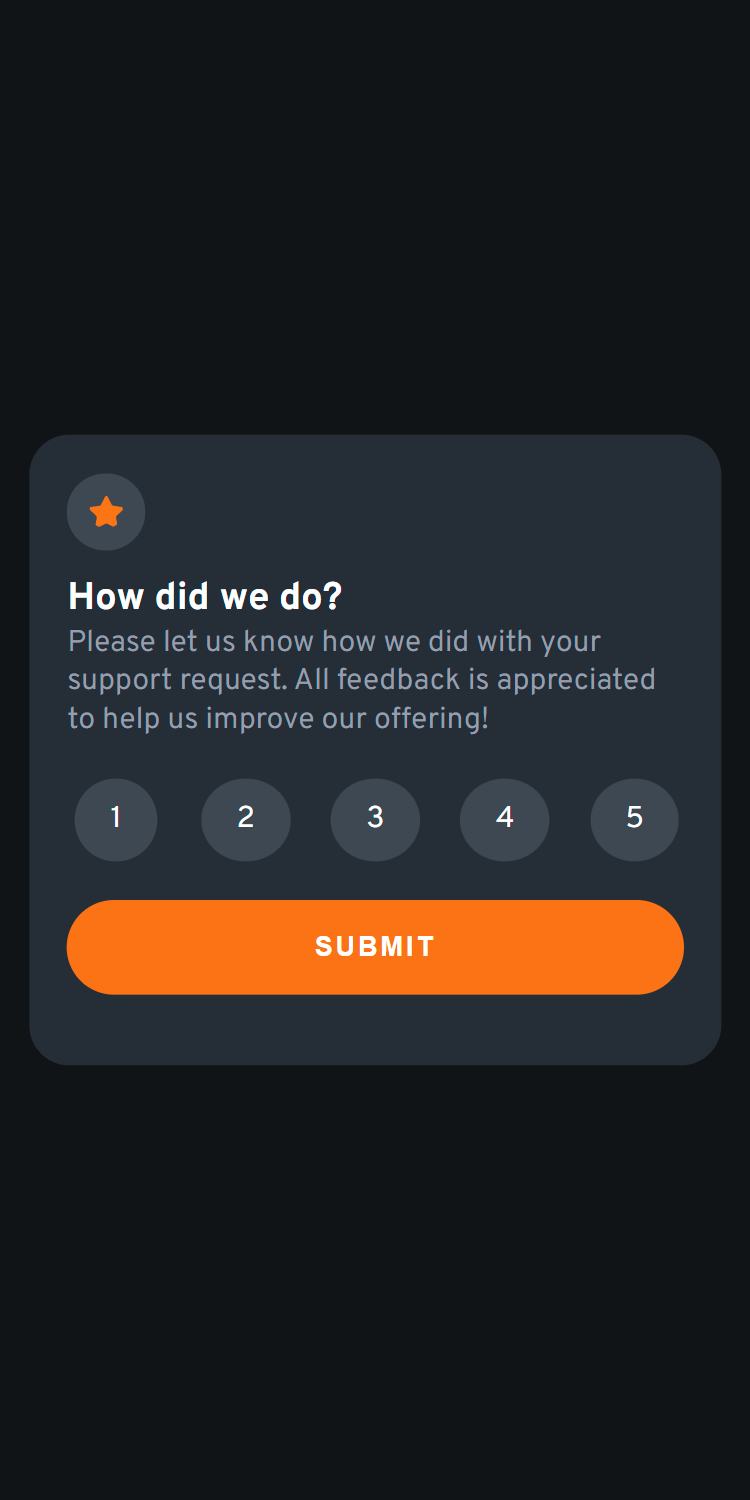 How did we do?
Please let us know how we did with your
support request. All feedback is appreciated
to help us improve our offering!
1 2 3 4 5
SUBMIT